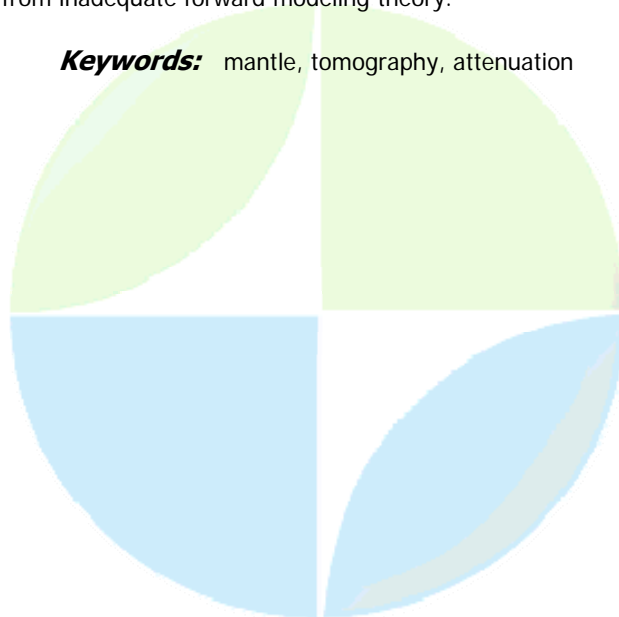 from inadequate forward modeling theory.
Keywords: mantle, tomography, attenuation